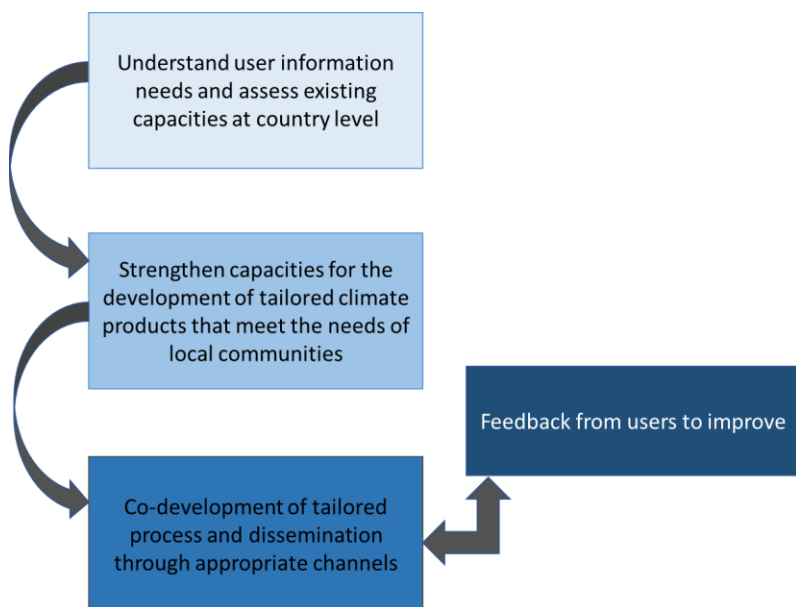 Understand user information
needs and assess existing
capacities at country level
Strengthen capacities for the
development of tailored climate
products that meet the needs of
local communities
Feedback from users to improve
Co-development of tailored
process and dissemination
through appropriate channels